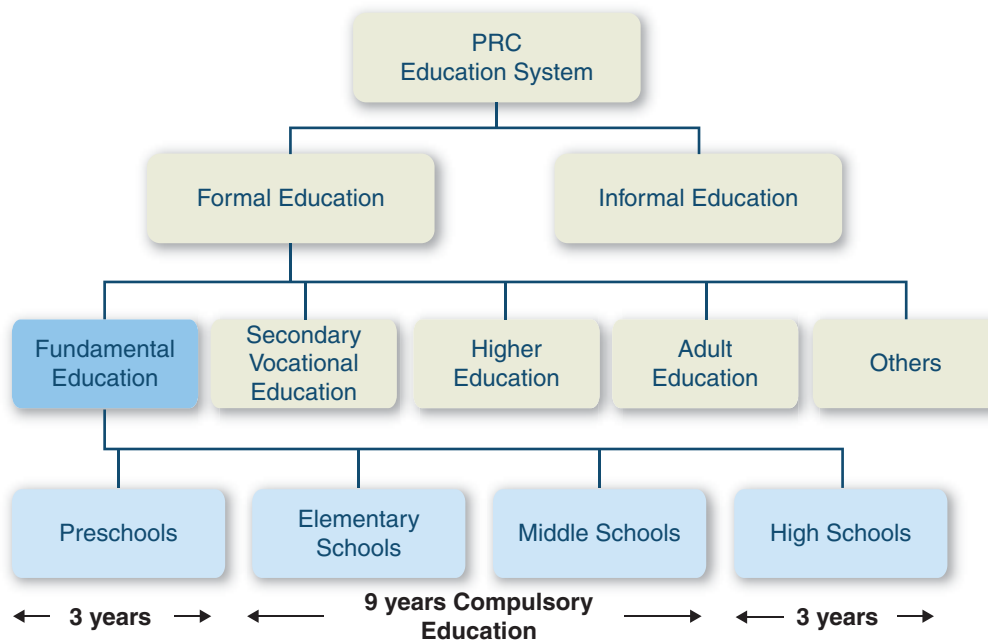 PRC
Education System
Formal Education
Informal Education
Fundamental
Education
Secondary
Vocational
Education
Higher
Education
Adult
Education
Others
Preschools
Elementary
Schools
Middle Schools
High Schools
3 years
9 years Compulsory
Education
3 years